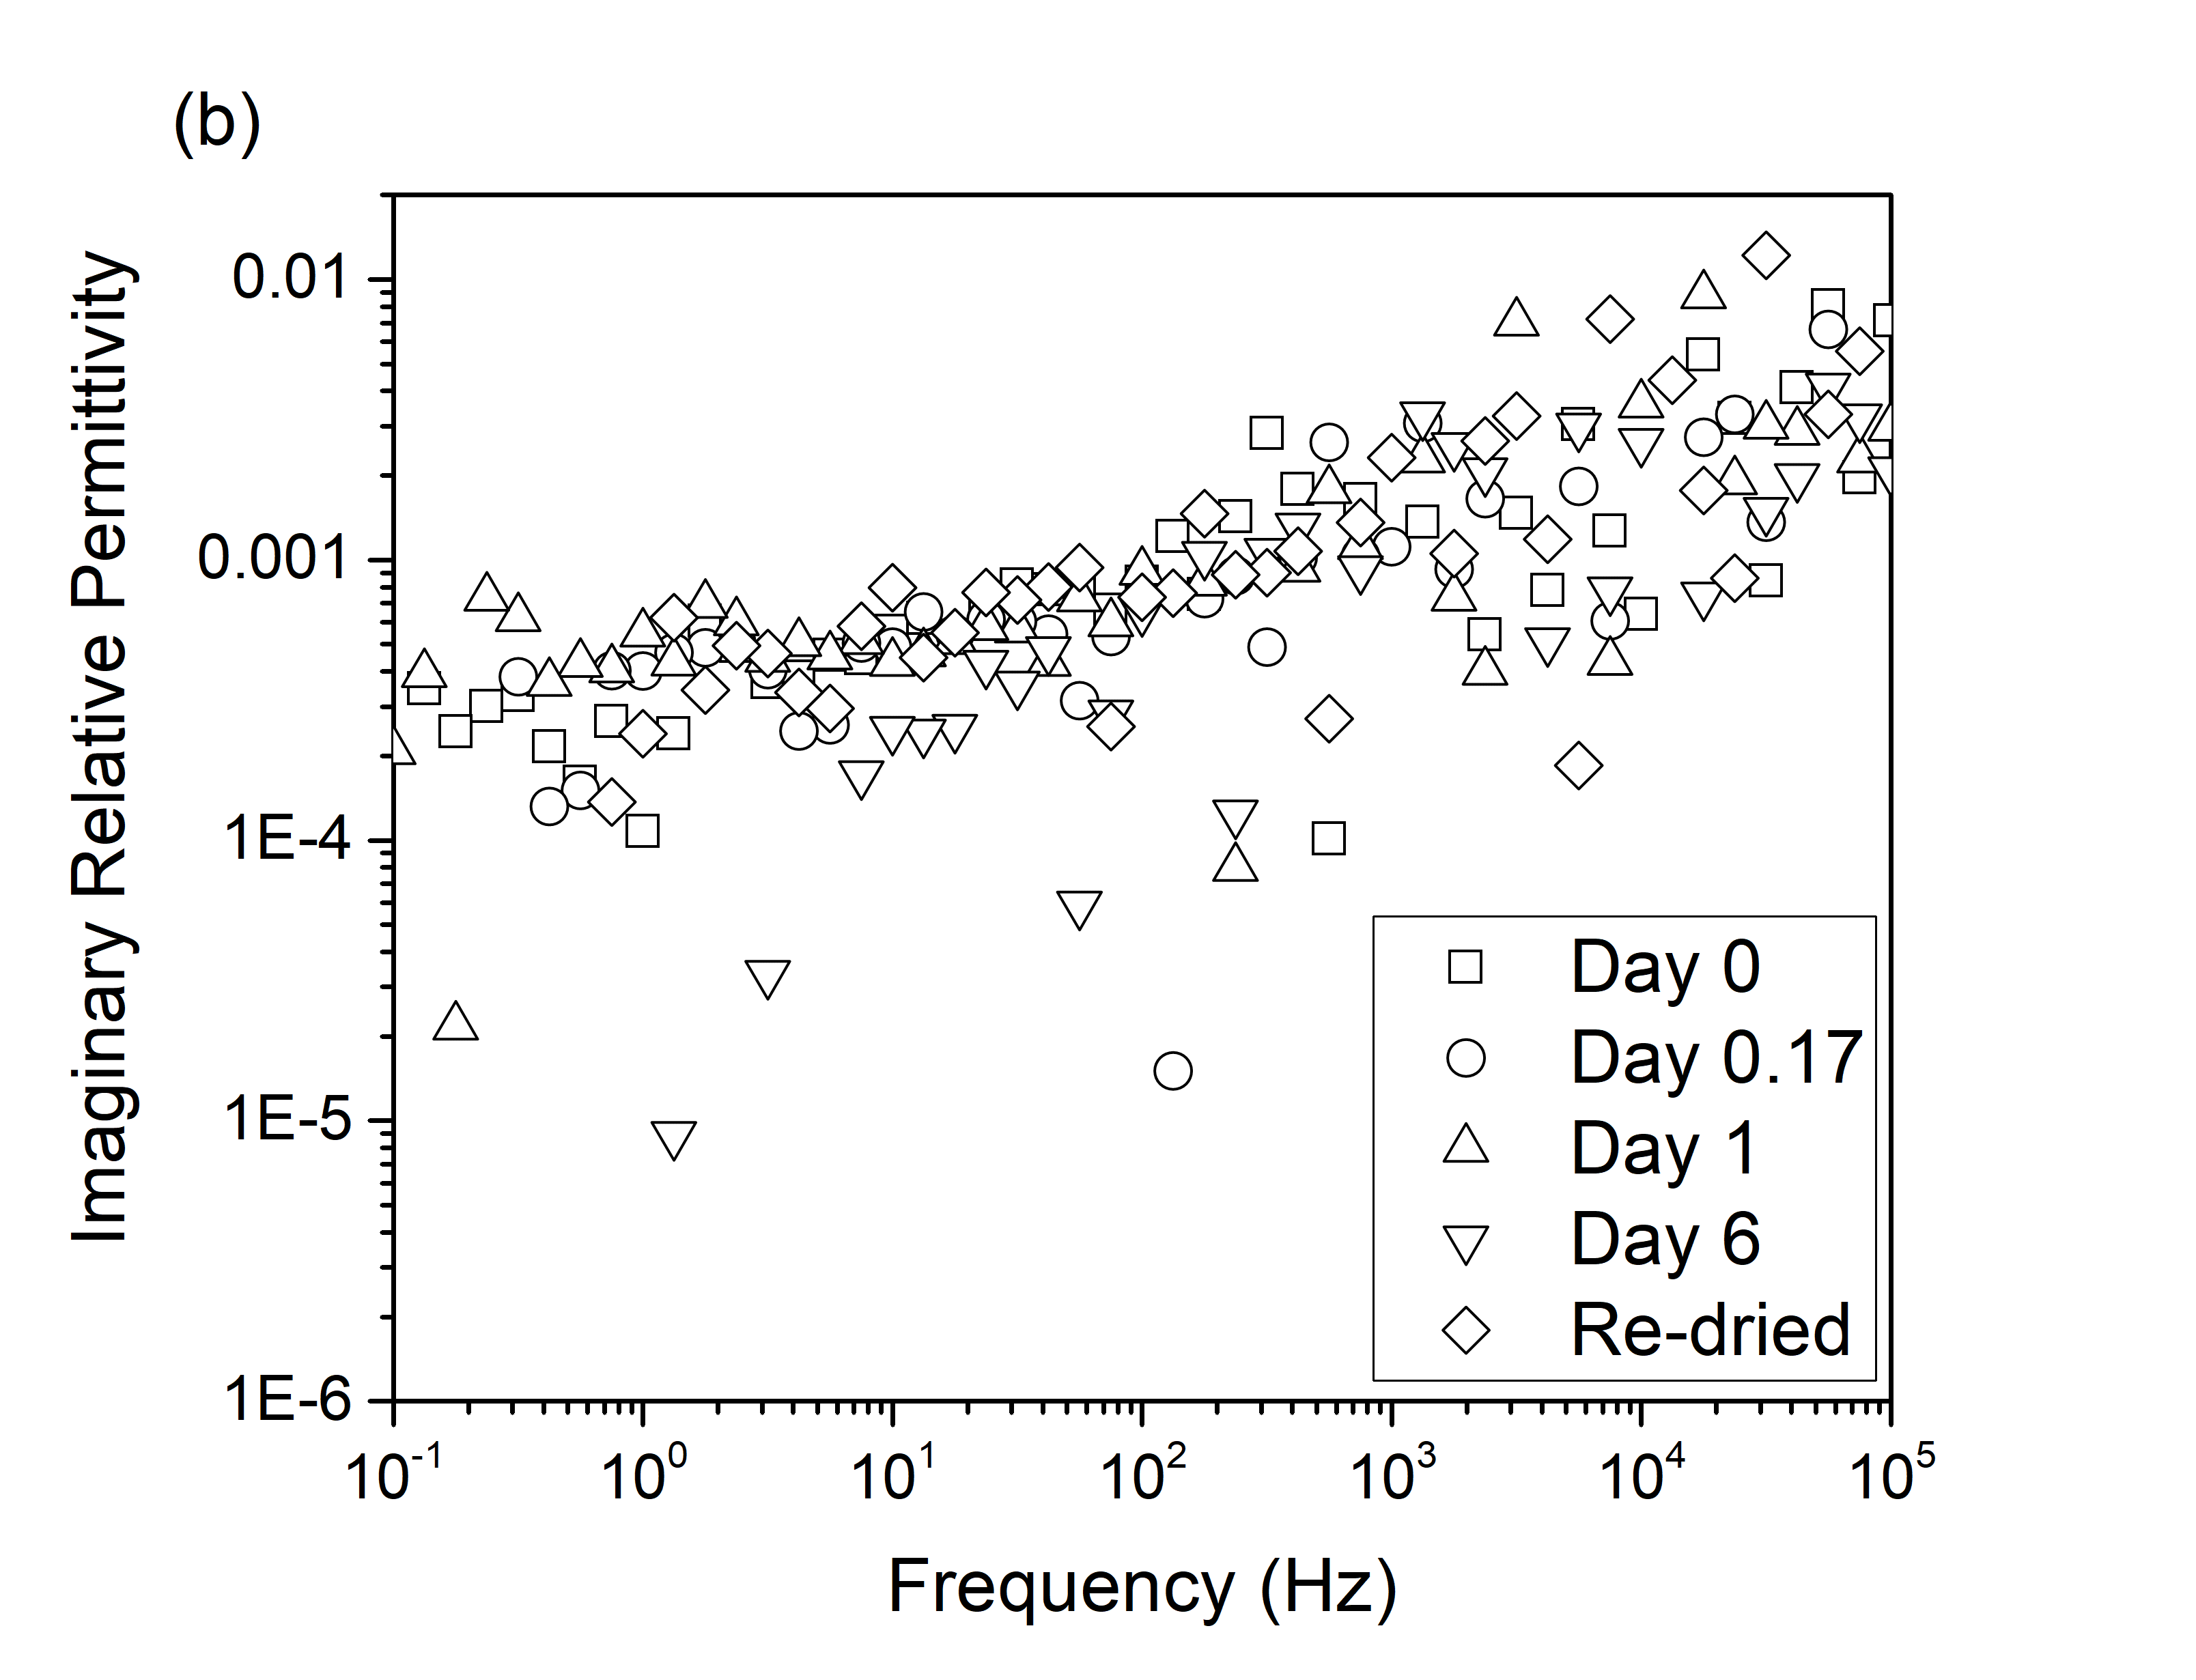 (b)
Imaginary Relative Permittivity
0.01
0.001
1E-4
1E-5
1E-6
Day 0
Day 0.17
Day 1
Day 6
Re-dried
10⁻¹ 10⁰ 10¹ 10² 10³ 10⁴ 10⁵
Frequency (Hz)